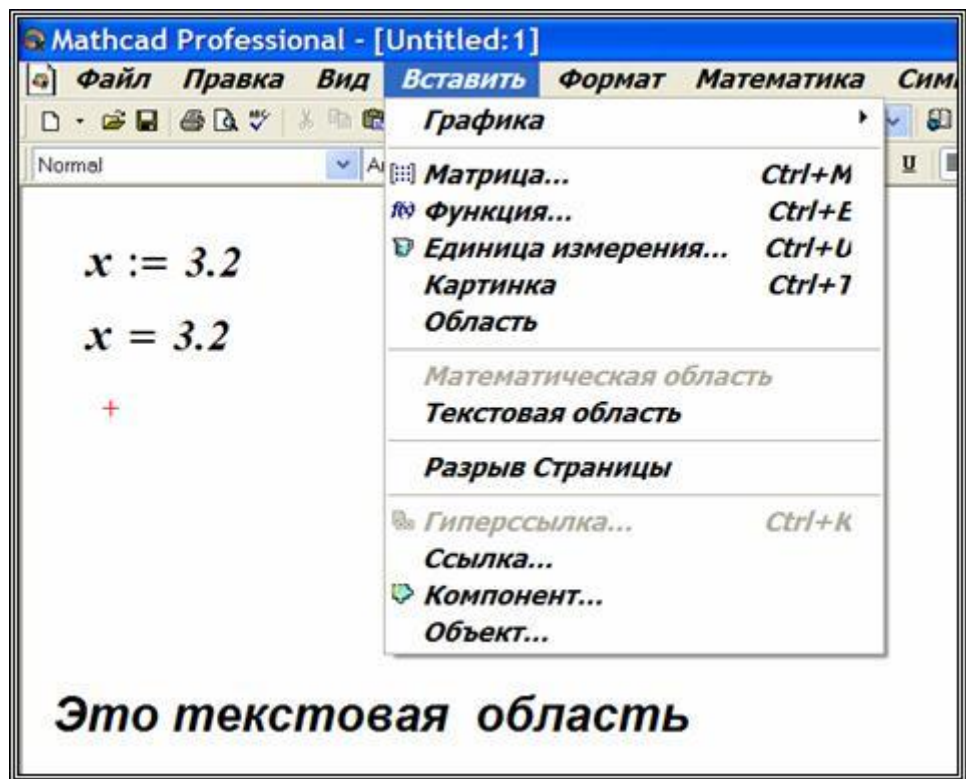 Mathcad Professional - [Untitled:1]
Файл Правка Вид Вставить Формат Математика
Normal
U
Графика
Матрица... Ctrl+M
f(x) Функция... Ctrl+E
Единица измерения... Ctrl+U
Картинка Ctrl+T
Область
Математическая область
Текстовая область
Разрыв Страницы
Гиперссылка... Ctrl+K
Ссылка...
Компонент...
Объект...
x := 3.2
x = 3.2
+
Это текстовая область